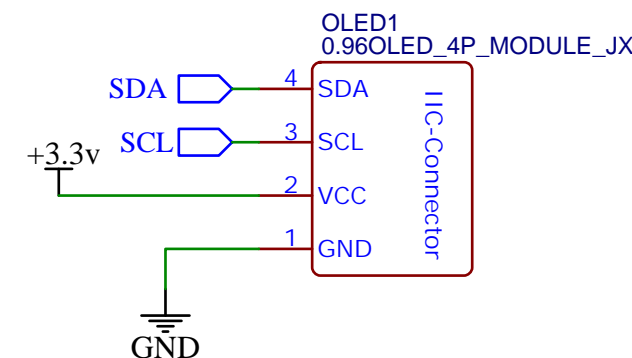 OLED1
0.96OLED_4P_MODULE_JX
SDA
4
SDA
SCL
3
SCL
+3.3v
2
VCC
1
GND
IIC-Connector
GND